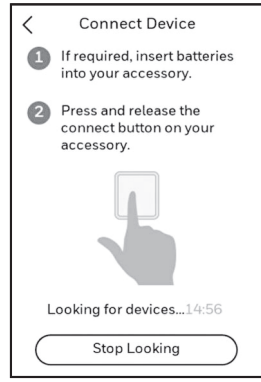 Connect Device
1 If required, insert batteries
into your accessory.
2 Press and release the
connect button on your
accessory.
Looking for devices...14:56
Stop Looking